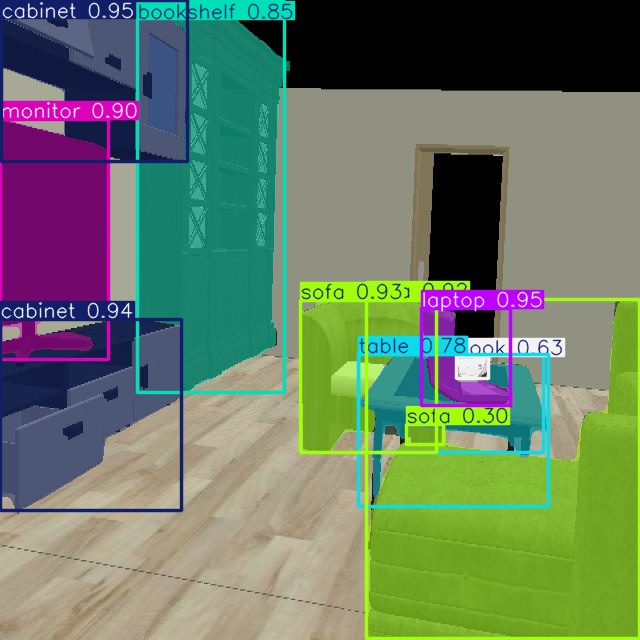 cabinet 0.95
bookshelf 0.85
monitor 0.90
sofa 0.93
laptop 0.95
cabinet 0.94
table 0.78
ook 0.63
sofa 0.30